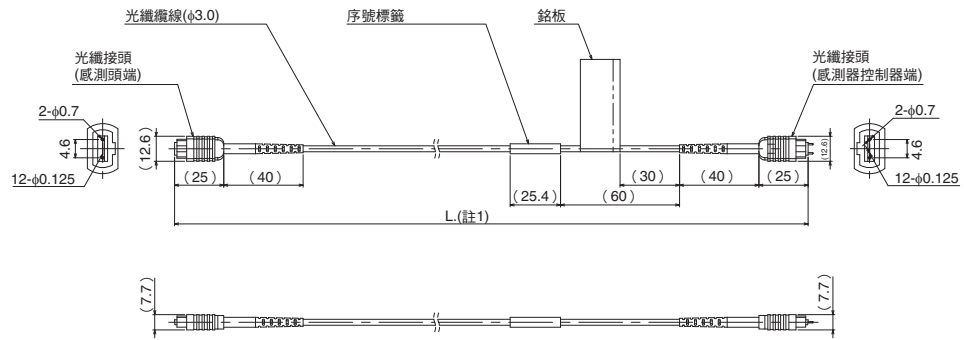 光纖纜線(φ3.0)
序號標籤
銘板
光纖接頭
(感測頭端)
光纖接頭
(感測器控制器端)
2-φ0.7
4.6
12-φ0.125
(12.6)
(25)
(40)
(25.4)
(60)
(30)
(40)
(25)
(12.6)
2-φ0.7
4.6
12-φ0.125
L.(註1)
(7.7)
(7.7)